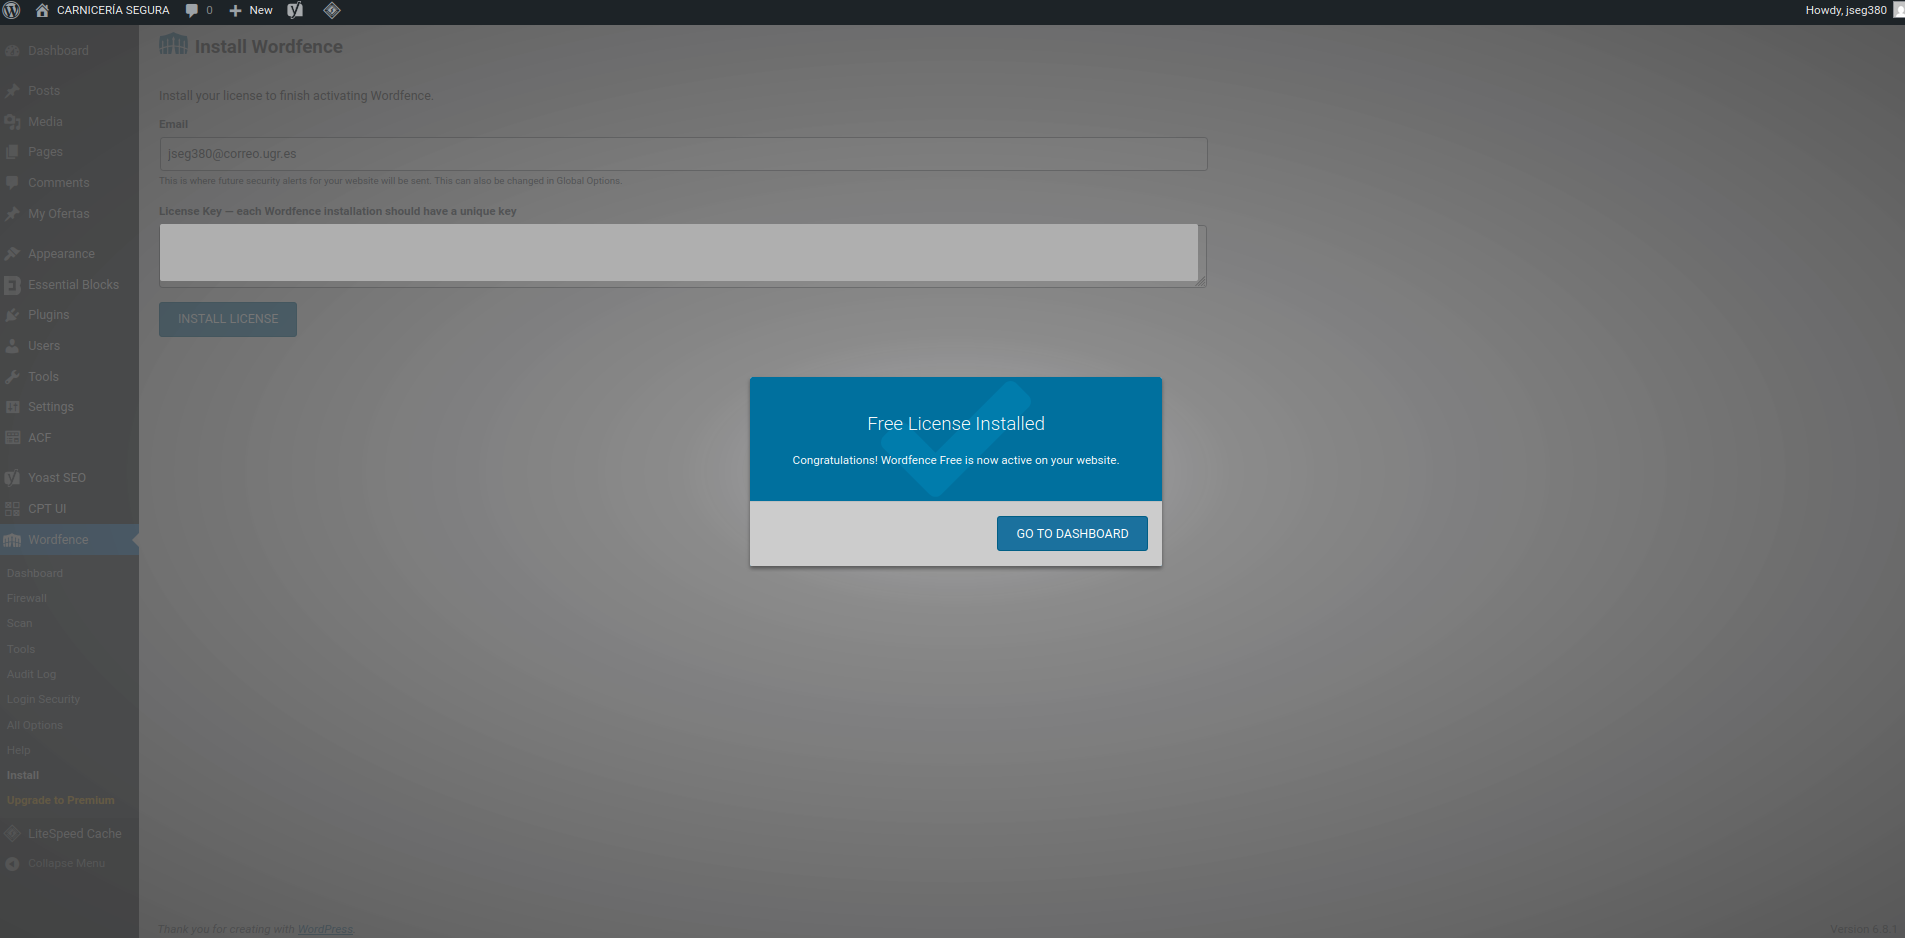 CARNICERÍA SEGURA
0
New
Howdy, jseg380
Dashboard
Posts
Media
Pages
Comments
My Ofertas
Appearance
Essential Blocks
Plugins
Users
Tools
Settings
ACF
Yoast SEO
CPT UI
Wordfence
Dashboard
Firewall
Scan
Tools
Audit Log
Login Security
All Options
Help
Install
Upgrade to Premium
LiteSpeed Cache
Collapse Menu
Install Wordfence
Install your license to finish activating Wordfence.
Email
jseg380@correo.ugr.es
This is where future security alerts for your website will be sent. This can also be changed in Global Options.
License Key — each Wordfence installation should have a unique key
INSTALL LICENSE
Free License Installed
Congratulations! Wordfence Free is now active on your website.
GO TO DASHBOARD
Thank you for creating with WordPress
Version 6.8.1